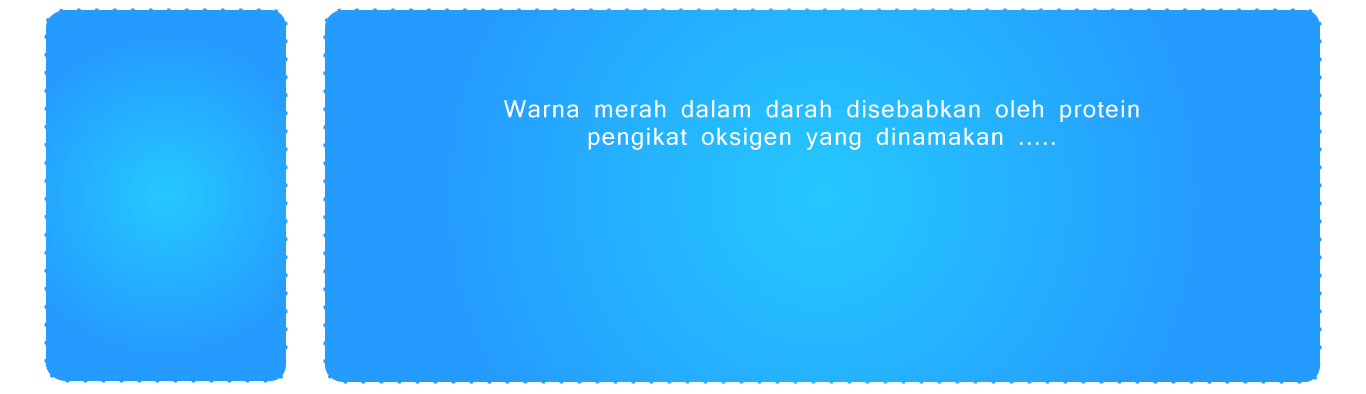 Warna merah dalam darah disebabkan oleh protein
pengikat oksigen yang dinamakan .....